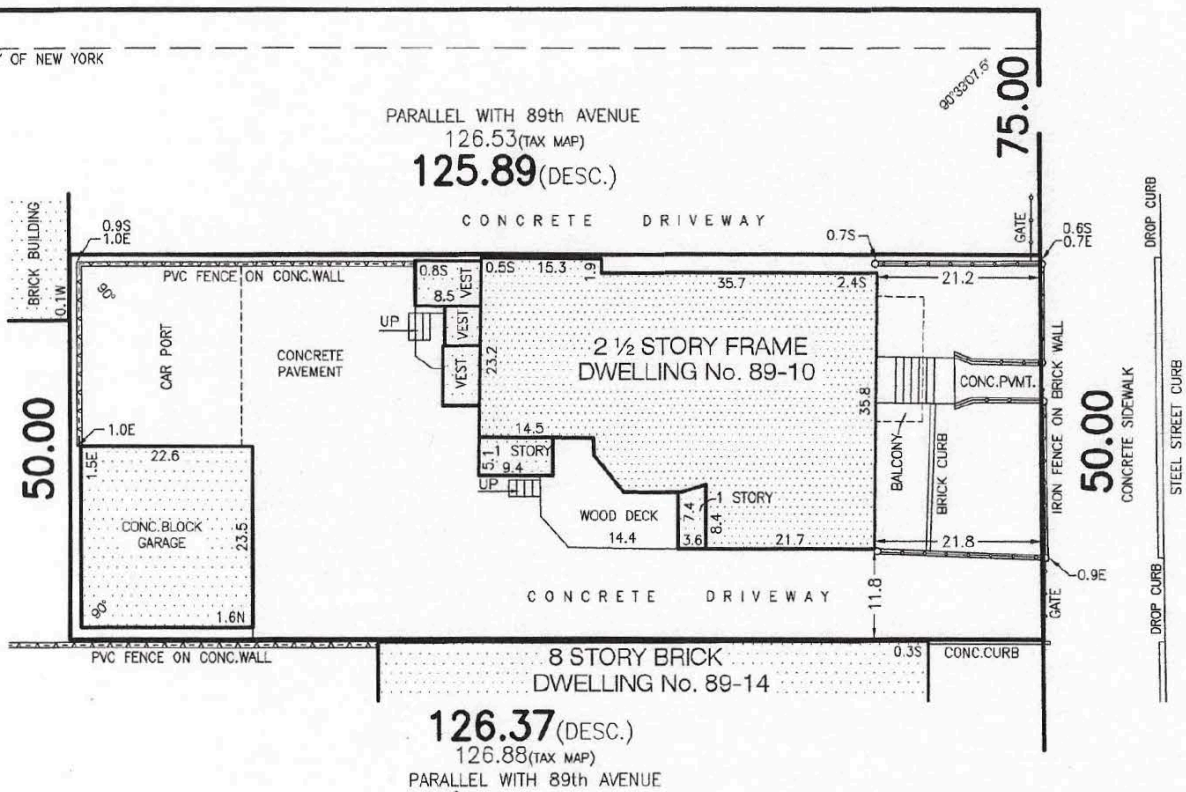 Y OF NEW YORK
90°33'07.6"
75.00
PARALLEL WITH 89th AVENUE
126.53(TAX MAP)
125.89(DESC.)
CONCRETE DRIVEWAY
GATE
BRICK BUILDING
0.1W
0.9S
1.0E
0.7S
0.6S
0.7E
DROP CURB
PVC FENCE ON CONC.WALL
0.8S
8.5
VEST
0.5S
15.3
1.9
35.7
2.4S
21.2
90°
CAR PORT
CONCRETE
PAVEMENT
UP
VEST
VEST
23.2
2 ½ STORY FRAME
DWELLING No. 89-10
35.8
CONC.PVMT.
IRON FENCE ON BRICK WALL
50.00
CONCRETE SIDEWALK
STEEL STREET CURB
50.00
1.0E
22.6
1.5E
CONC.BLOCK
GARAGE
23.5
90°
1.6N
14.5
5.1
1 STORY
9.4
UP
WOOD DECK
14.4
7.4
3.6
1 STORY
8.4
21.7
BALCONY
BRICK CURB
21.8
0.9E
GATE
DROP CURB
CONCRETE DRIVEWAY
11.8
PVC FENCE ON CONC.WALL
8 STORY BRICK
DWELLING No. 89-14
0.3S
CONC.CURB
126.37(DESC.)
126.88(TAX MAP)
PARALLEL WITH 89th AVENUE